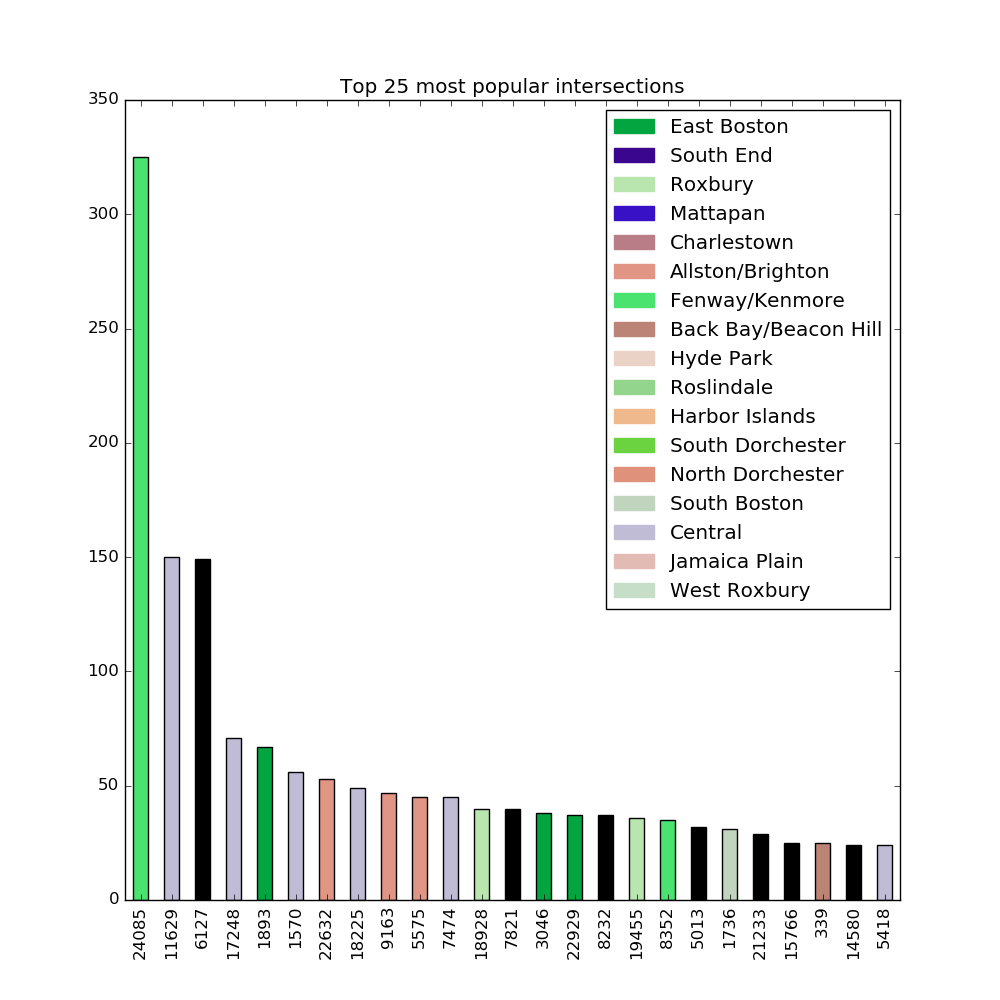 Top 25 most popular intersections
350
300
250
200
150
100
50
0
East Boston
South End
Roxbury
Mattapan
Charlestown
Allston/Brighton
Fenway/Kenmore
Back Bay/Beacon Hill
Hyde Park
Roslindale
Harbor Islands
South Dorchester
North Dorchester
South Boston
Central
Jamaica Plain
West Roxbury
24085
11629
6127
17248
1893
1570
22632
18225
9163
5575
7474
18928
7821
3046
22929
8232
19455
8352
5013
1736
21233
15766
339
14580
5418